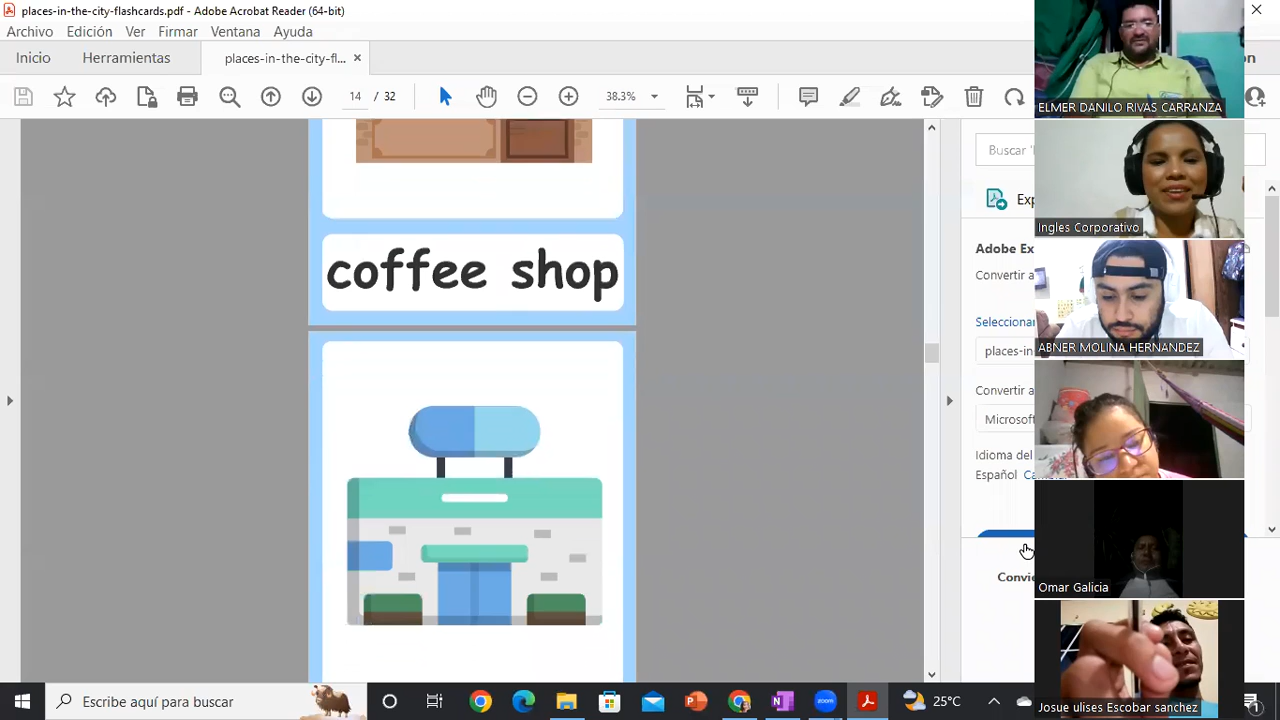 places-in-the-city-flashcards.pdf - Adobe Acrobat Reader (64-bit)
Archivo Edición Ver Firmar Ventana Ayuda
Inicio Herramientas places-in-the-city-fl...
14 / 32 38.3%
coffee shop
Buscar
Adobe Ex
Convertir a
Seleccionar
places-in
Convertir a
Microsof
Idioma del
Español
Convie
ELMER DANILO RIVAS CARRANZA
Ingles Corporativo
ABNER MOLINA HERNANDEZ
Omar Galicia
Josue ulises Escobar sanchez
Escribe aquí para buscar
zoom
25°C